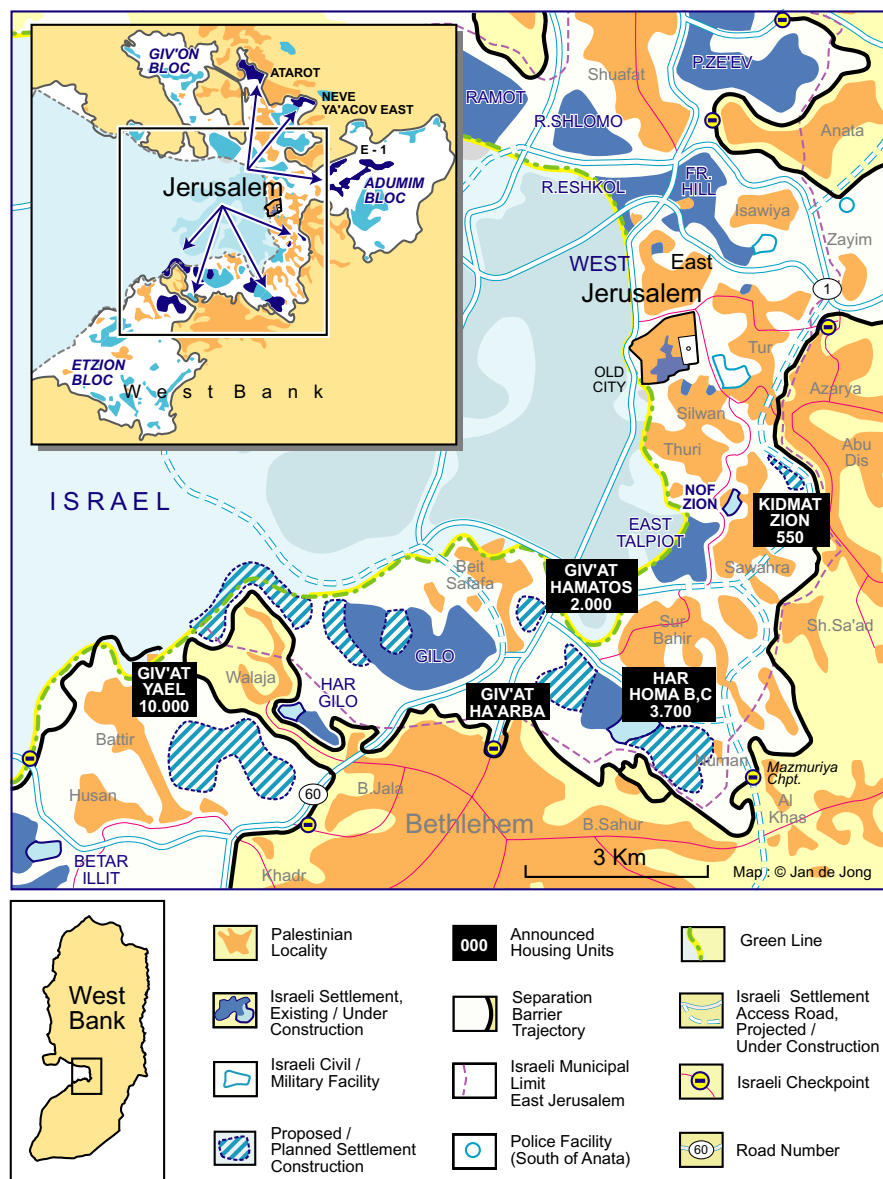 GIV'ON
BLOC
ATAROT
NEVE
YA'ACOV EAST
E - 1
Jerusalem
ADUMIM
BLOC
ETZION
BLOC
West Bank
RAMOT
Shuafat
P.ZE'EV
R.SHLOMO
Anata
R.ESHKOL
FR.
HILL
Isawiya
Zayim
WEST
East
Jerusalem
1
OLD
CITY
Tur
Azarya
Silwan
Thuri
Abu
Dis
ISRAEL
NOF
ZION
KIDMAT
ZION
550
EAST
TALPIOT
Sawahra
Beit
Safafa
GIV'AT
HAMATOS
2.000
Sur
Bahir
Sh.Sa'ad
GILO
Walaja
GIV'AT
YAEL
10.000
HAR
GILO
GIV'AT
HA'ARBA
HAR
HOMA B,C
3.700
Battir
Numan
Mazmuriya
Chpt.
Husan
60
B.Jala
Al
Khas
Bethlehem
B.Sahur
BETAR
ILLIT
Khadr
3 Km
Map : © Jan de Jong
West
Bank
Palestinian
Locality
Israeli Settlement,
Existing / Under
Construction
Israeli Civil /
Military Facility
Proposed /
Planned Settlement
Construction
000
Announced
Housing Units
Separation
Barrier
Trajectory
Israeli Municipal
Limit
East Jerusalem
Police Facility
(South of Anata)
Green Line
Israeli Settlement
Access Road,
Projected /
Under Construction
Israeli Checkpoint
60
Road Number